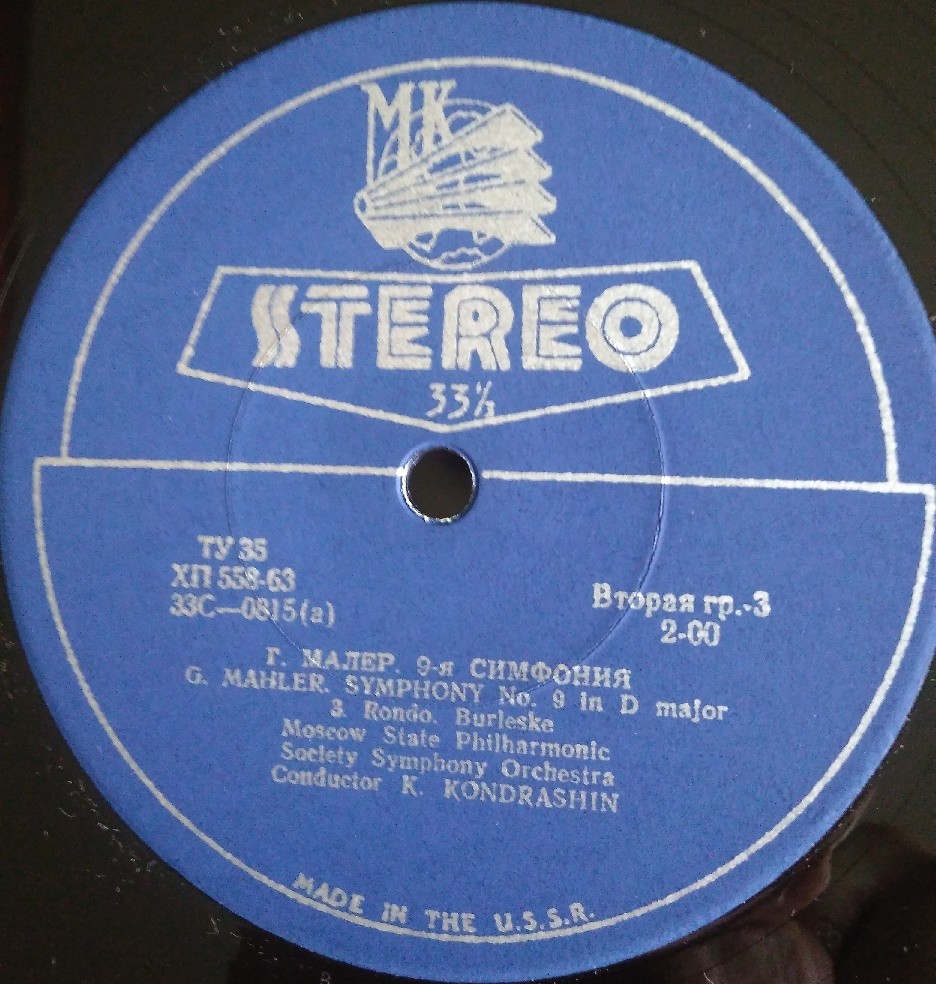 МК
STEREO
33⅓
ТУ 35
ХП 558-63
33С—0815(а)
Вторая гр.-3
2-00
Г. МАЛЕР. 9-я СИМФОНИЯ
G. MAHLER. SYMPHONY No. 9 in D major
3. Rondo. Burleske
Moscow State Philharmonic
Society Symphony Orchestra
Conductor K. KONDRASHIN
MADE IN THE U.S.S.R.